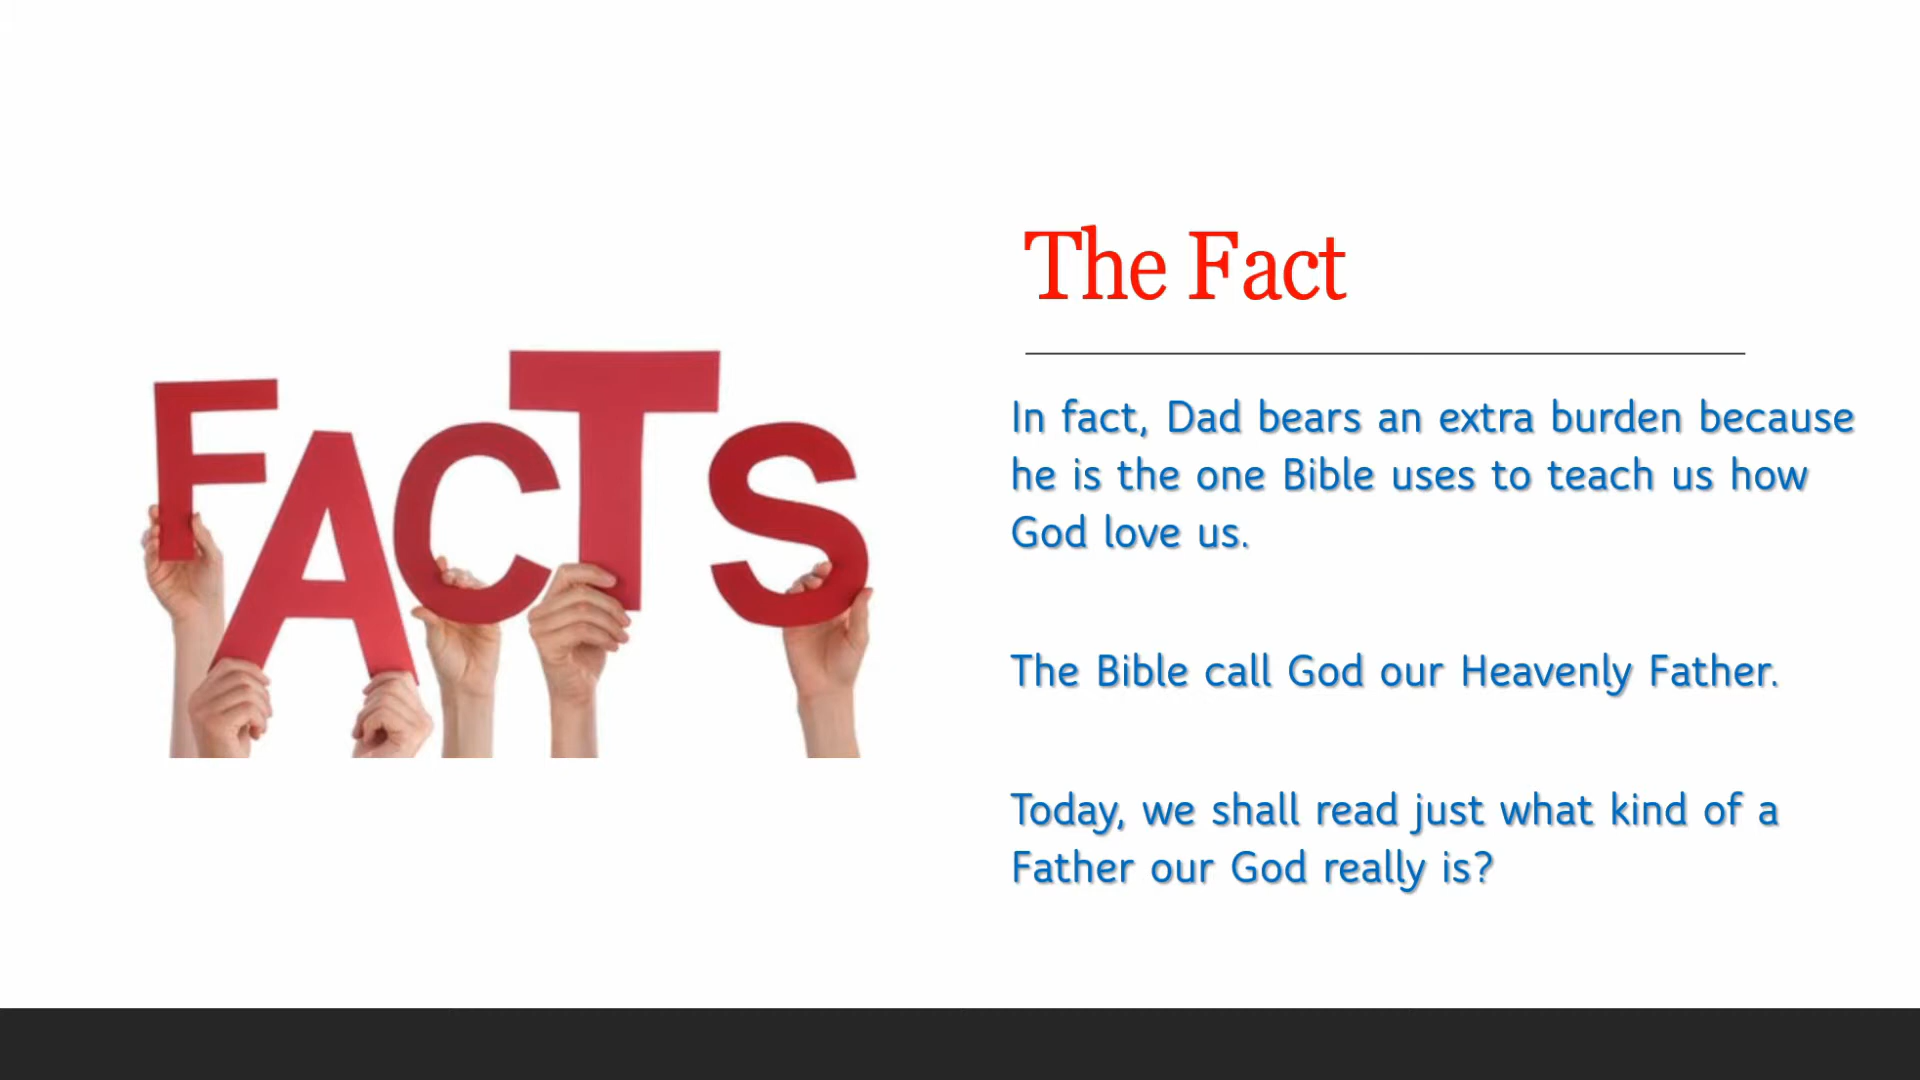 FACTS
The Fact
In fact, Dad bears an extra burden because
he is the one Bible uses to teach us how
God love us.
The Bible call God our Heavenly Father.
Today, we shall read just what kind of a
Father our God really is?